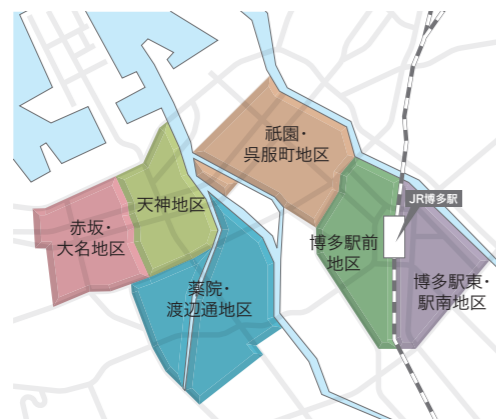 祇園・
呉服町地区
JR博多駅
天神地区
赤坂・
大名地区
博多駅前
地区
博多駅東・
駅南地区
薬院・
渡辺通地区